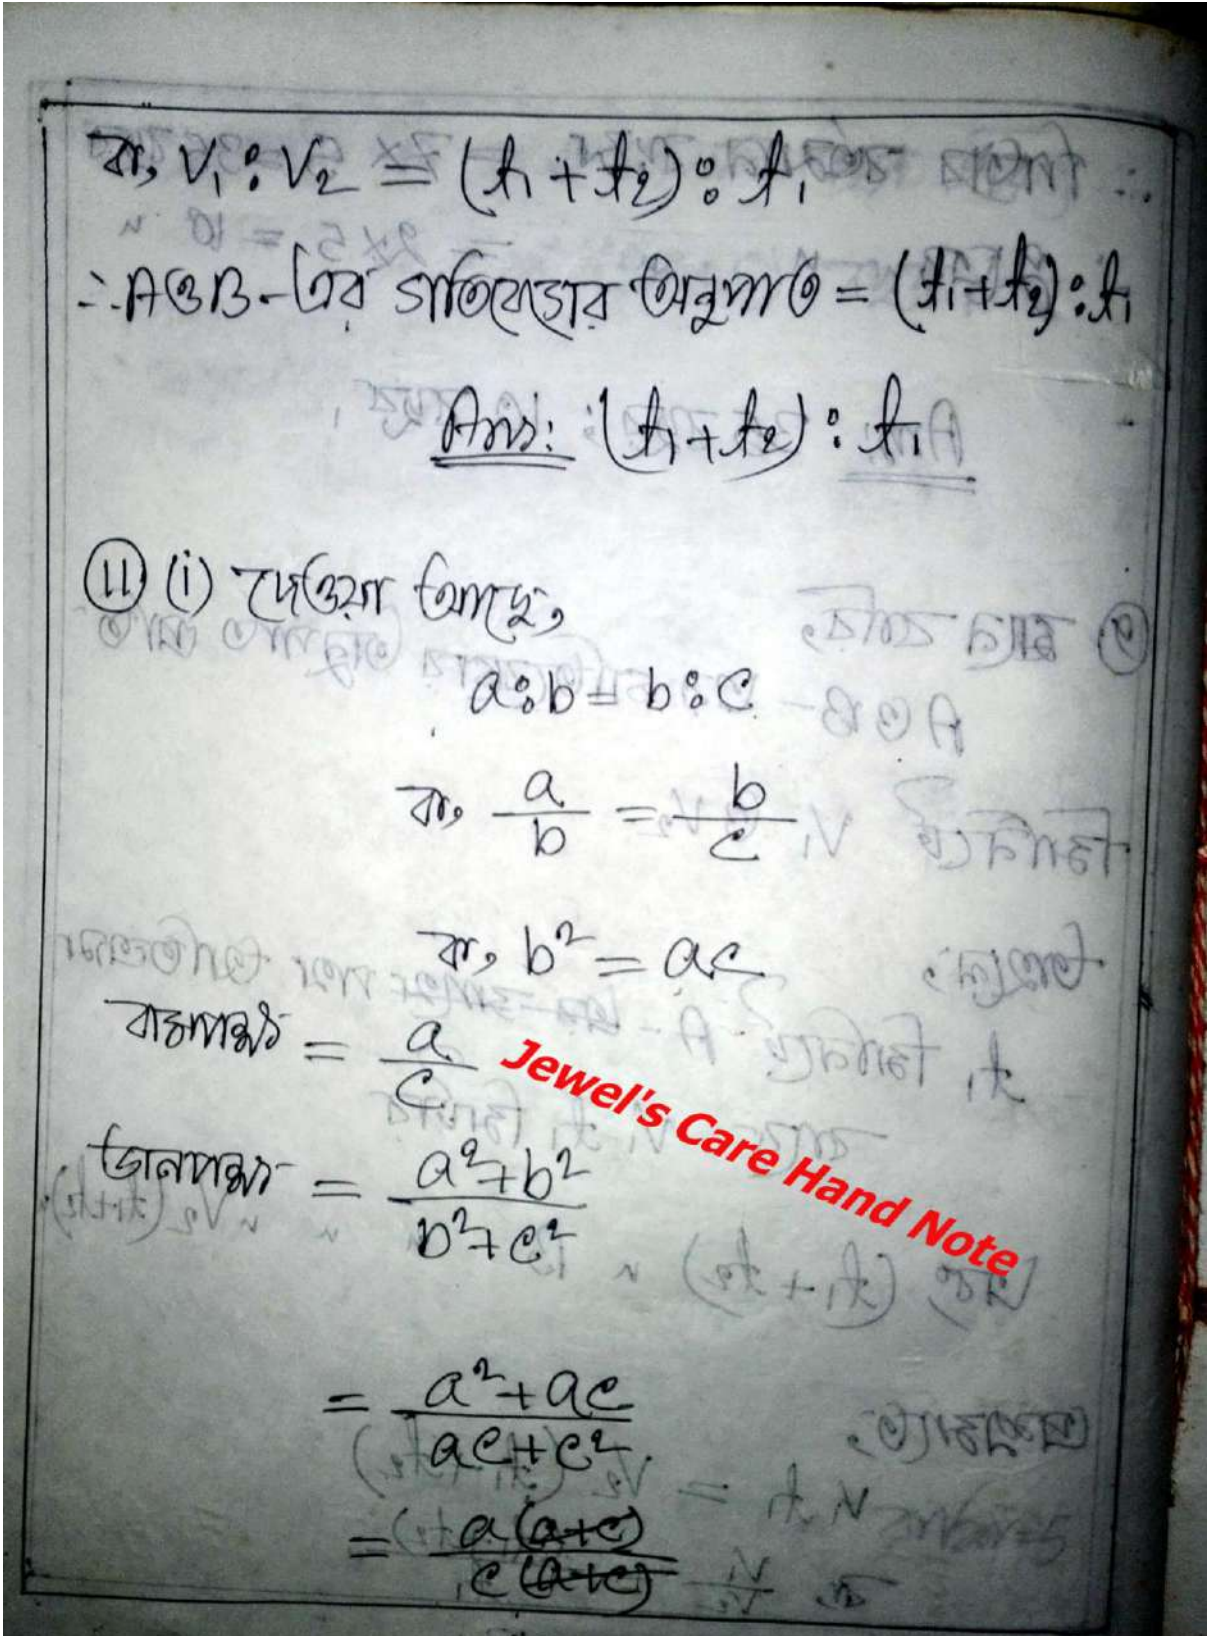 বা, V₁ : V₂ = (t₁ + t₂) : t₁
∴ A ও B - এর গতিবেগের অনুপাত = (t₁+t₂) : t₁
Ans: (t₁+t₂) : t₁
11 (i) দেওয়া আছে,
a : b = b : c
বা, a/b = b/c
বা, b² = ac
বামপক্ষ = a/c
ডানপক্ষ = (a²+b²)/(b²+c²)
= (a²+ac)/(ac+c²)
= a(a+c)/c(a+c)
Jewel's Care Hand Note